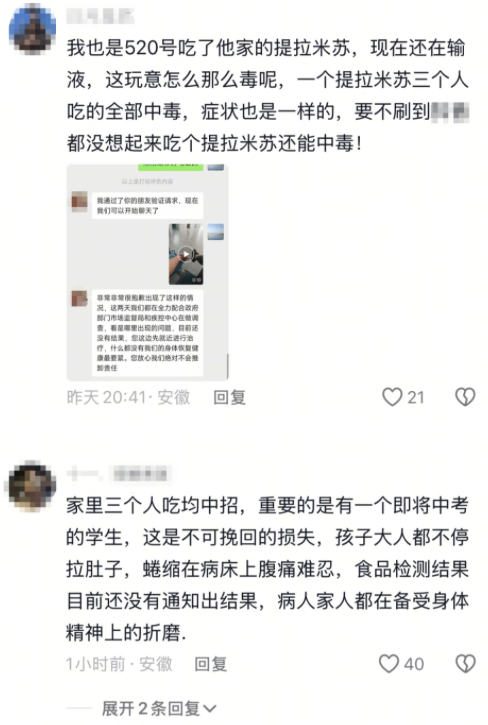 我也是520号吃了他家的提拉米苏，现在还在输
液，这玩意怎么那么毒呢，一个提拉米苏三个人
吃的全部中毒，症状也是一样的，要不刷到
都没想起来吃个提拉米苏还能中毒！
以上是打招呼的内容
我通过了你的朋友验证请求，现在
我们可以开始聊天了
非常非常很抱歉出现了这样的情
况，这两天我们都在全力配合政府
部门市场监督局和疾控中心在做调
查，看是哪里出现的问题，目前还
没有结果，您这边先就近进行治
疗，什么都没有我们的身体恢复健
康最要紧。您放心我们绝对不会推
卸责任
昨天 20:41 · 安徽 回复 21
十一、
家里三个人吃均中招，重要的是有一个即将中考
的学生，这是不可挽回的损失，孩子大人都不停
拉肚子，蜷缩在病床上腹痛难忍，食品检测结果
目前还没有通知出结果，病人家人都在备受身体
精神上的折磨.
1小时前 · 安徽 回复 40
展开2条回复